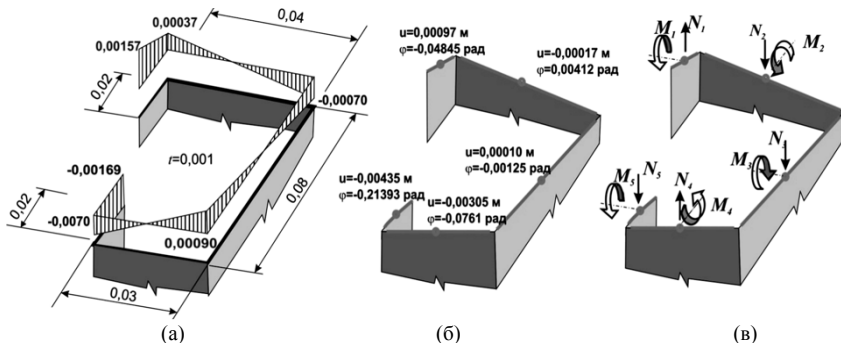 0,04
0,00037
0,00157
0,02
-0,00070
t=0,001
-0,00169
0,02
0,08
-0,0070
0,00090
0,03
(а)
u=0,00097 м
φ=-0,04845 рад
u=-0,00017 м
φ=0,00412 рад
u=0,00010 м
φ=-0,00125 рад
u=-0,00435 м
φ=-0,21393 рад
u=-0,00305 м
φ=-0,0761 рад
(б)
M1 N1
N2 M2
M3
M5 N5 N4
M4
(в)